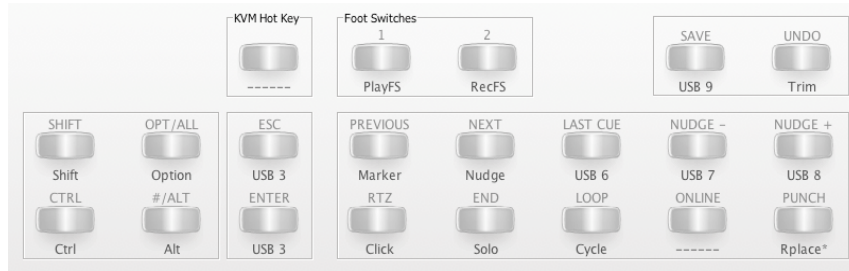 KVM Hot Key Foot Switches
1 2 SAVE UNDO
------ PlayFS RecFS USB 9 Trim
SHIFT OPT/ALL ESC PREVIOUS NEXT LAST CUE NUDGE - NUDGE +
Shift Option USB 3 Marker Nudge USB 6 USB 7 USB 8
CTRL #/ALT ENTER RTZ END LOOP ONLINE PUNCH
Ctrl Alt USB 3 Click Solo Cycle ------ Rplace*